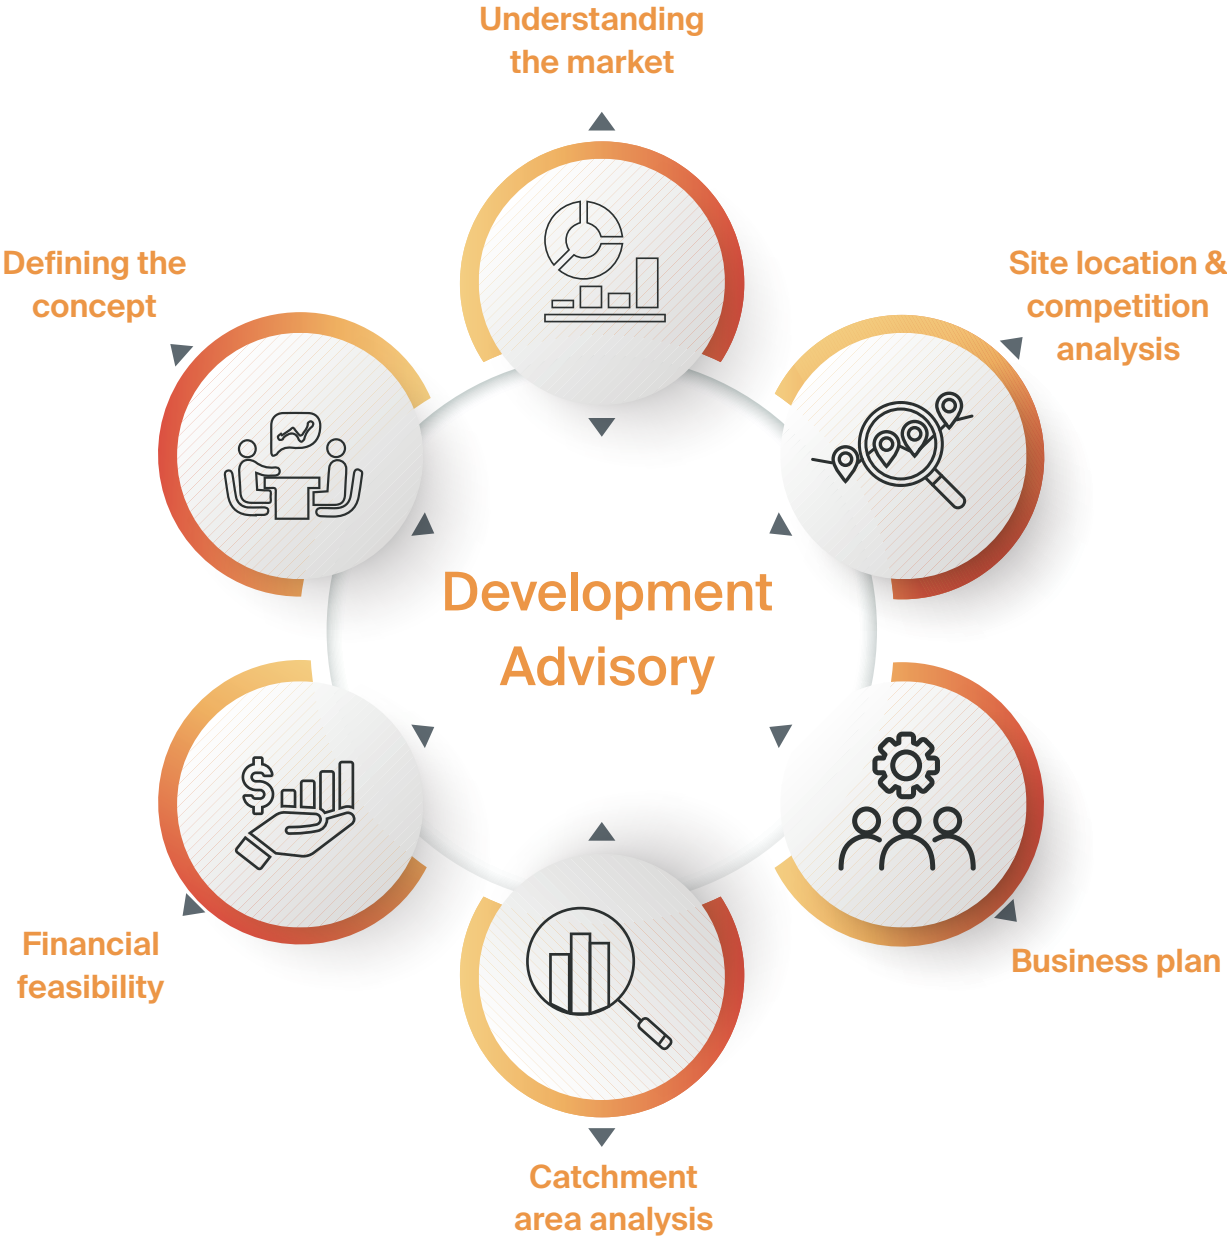 Understanding
the market
Defining the
concept
Site location &
competition
analysis
Development
Advisory
Financial
feasibility
Business plan
Catchment
area analysis